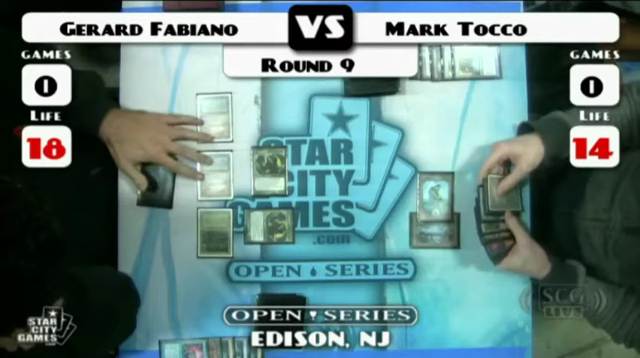 GERARD FABIANO
VS
MARK TOCCO
ROUND 9
GAMES
0
LIFE
18
GAMES
0
LIFE
14
STAR
CITY
GAMES
.com
OPEN SERIES
OPEN SERIES
EDISON, NJ
STAR
CITY
GAMES
SCG
LIVE